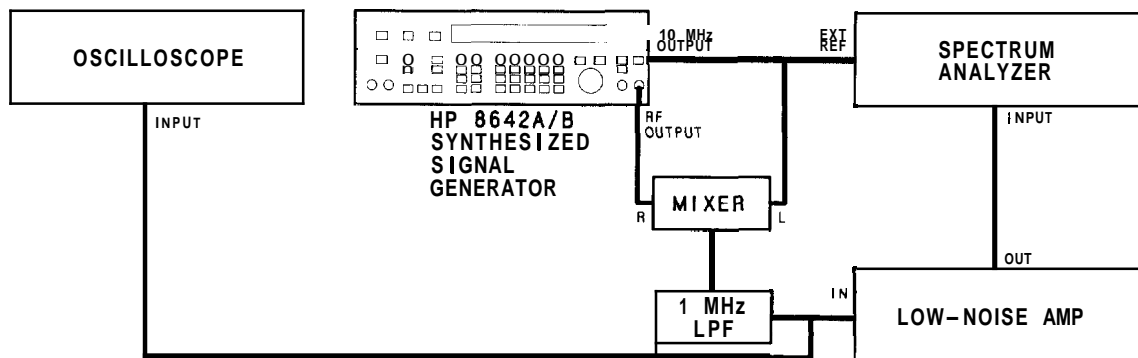 OSCILLOSCOPE
INPUT
10 MHz
OUTPUT
EXT
REF
SPECTRUM
ANALYZER
INPUT
HP 8642A/B
SYNTHESIZED
SIGNAL
GENERATOR
RF
OUTPUT
R
MIXER
L
OUT
1 MHz
LPF
IN
LOW-NOISE AMP